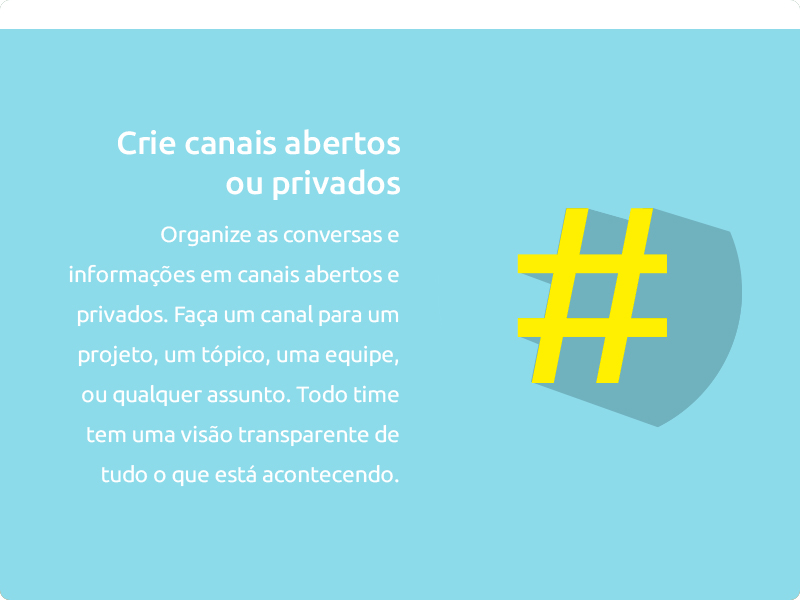 Crie canais abertos
ou privados
Organize as conversas e
informações em canais abertos e
privados. Faça um canal para um
projeto, um tópico, uma equipe,
ou qualquer assunto. Todo time
tem uma visão transparente de
tudo o que está acontecendo.
#